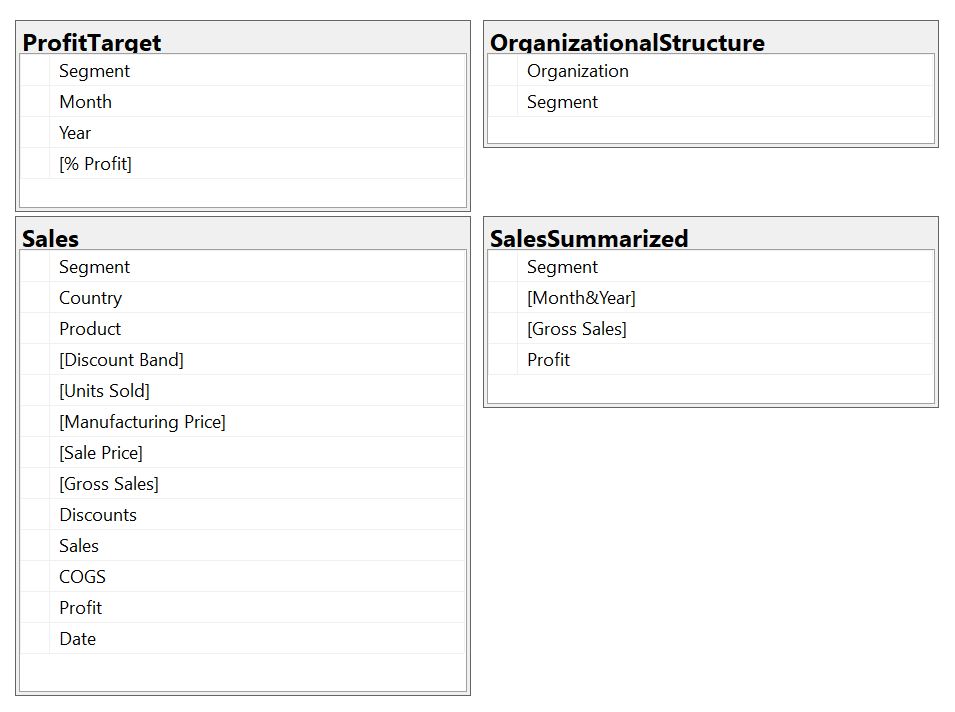 ProfitTarget
Segment
Month
Year
[% Profit]
OrganizationalStructure
Organization
Segment
Sales
Segment
Country
Product
[Discount Band]
[Units Sold]
[Manufacturing Price]
[Sale Price]
[Gross Sales]
Discounts
Sales
COGS
Profit
Date
SalesSummarized
Segment
[Month&Year]
[Gross Sales]
Profit